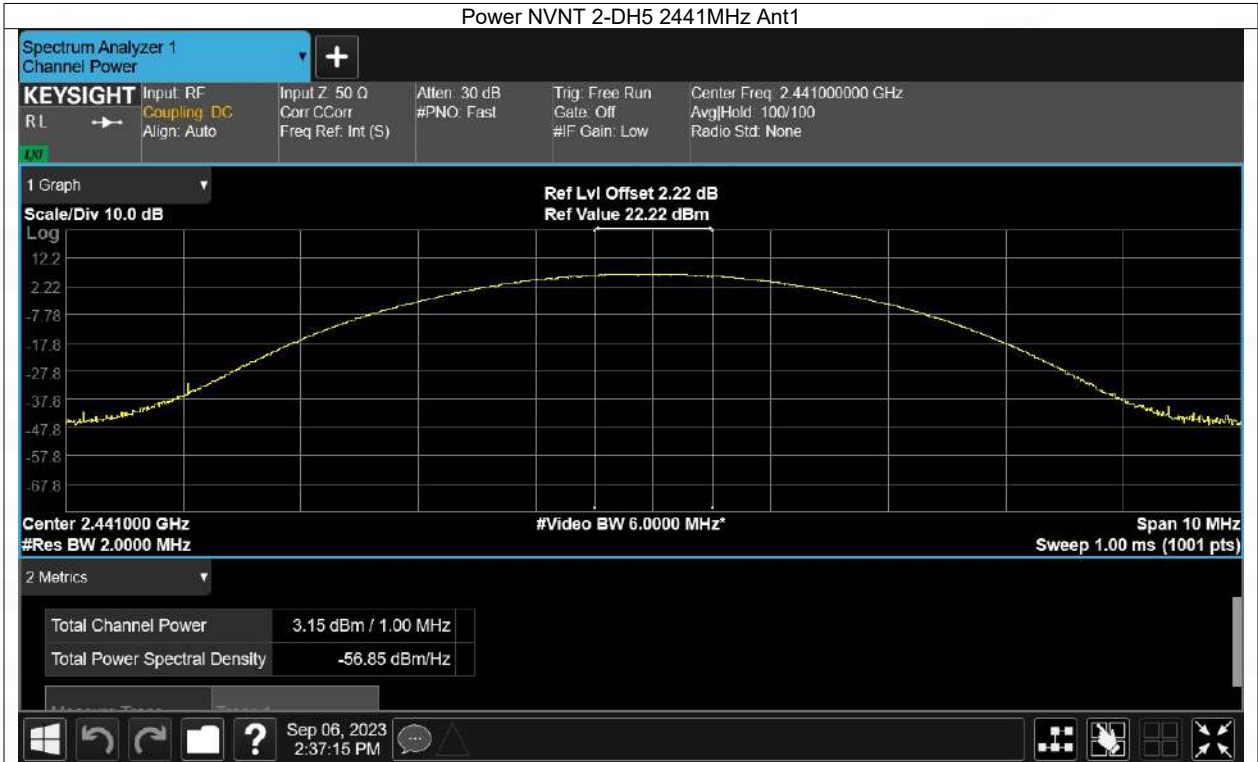 Power NVNT 2-DH5 2441MHz Ant1
Spectrum Analyzer 1
Channel Power
+
KEYSIGHT
RL
LXI
Input: RF
Coupling: DC
Align: Auto
Input Z: 50 Ω
Corr CCorr
Freq Ref: Int (S)
Atten: 30 dB
#PNO: Fast
Trig: Free Run
Gate: Off
#IF Gain: Low
Center Freq: 2.441000000 GHz
Avg|Hold: 100/100
Radio Std: None
1 Graph
Scale/Div 10.0 dB
Ref Lvl Offset 2.22 dB
Ref Value 22.22 dBm
Log
12.2
2.22
-7.78
-17.8
-27.8
-37.8
-47.8
-57.8
-67.8
Center 2.441000 GHz
#Video BW 6.0000 MHz*
Span 10 MHz
#Res BW 2.0000 MHz
Sweep 1.00 ms (1001 pts)
2 Metrics
Total Channel Power 3.15 dBm / 1.00 MHz
Total Power Spectral Density -56.85 dBm/Hz
?
Sep 06, 2023
2:37:15 PM